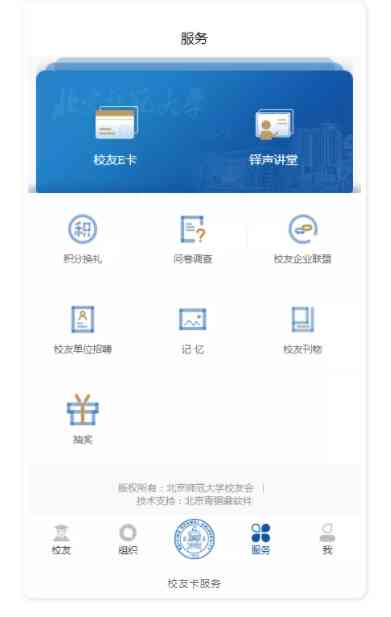 服务
北京师范大学
校友E卡
铎声讲堂
积
积分换礼
问卷调查
校友企业联盟
校友单位招聘
记忆
校友刊物
抽奖
版权所有：北京师范大学校友会 |
技术支持：北京青锯鑫软件
校友
组织
服务
我
校友卡服务